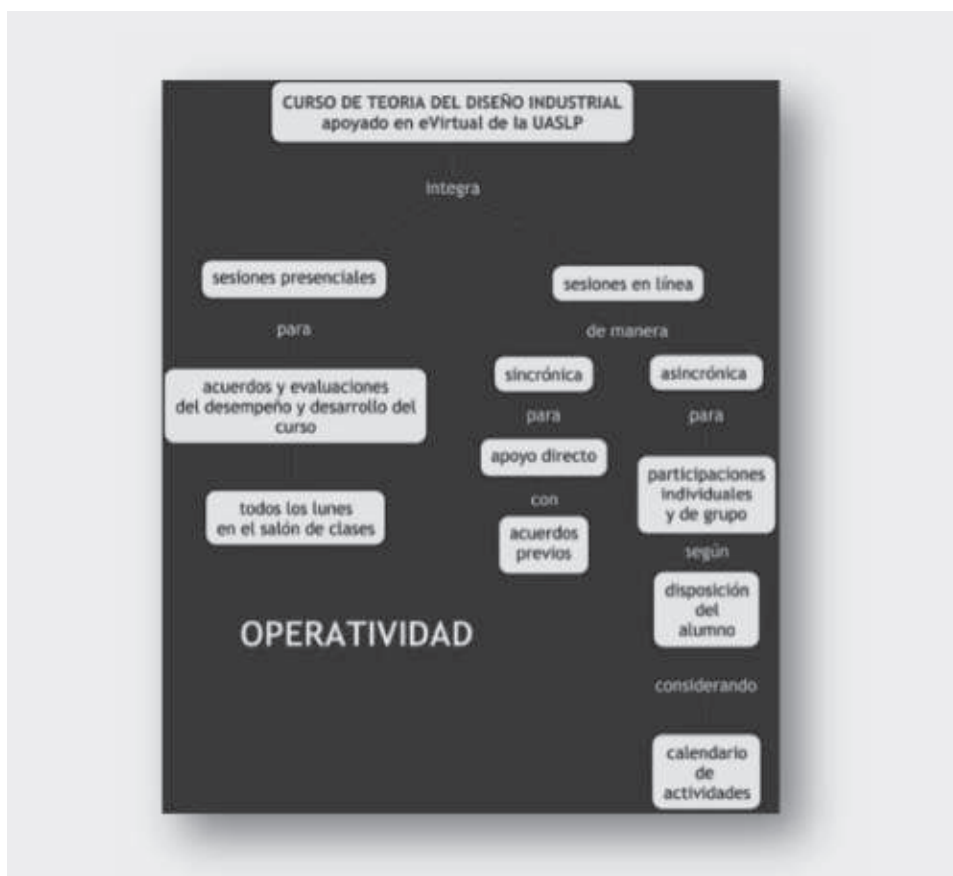 CURSO DE TEORIA DEL DISEÑO INDUSTRIAL
apoyado en eVirtual de la UASLP
integra
sesiones presenciales
para
acuerdos y evaluaciones
del desempeño y desarrollo del
curso
todos los lunes
en el salón de clases
sesiones en línea
de manera
sincrónica
para
apoyo directo
con
acuerdos
previos
asincrónica
para
participaciones
individuales
y de grupo
según
disposición
del
alumno
considerando
calendario
de
actividades
OPERATIVIDAD